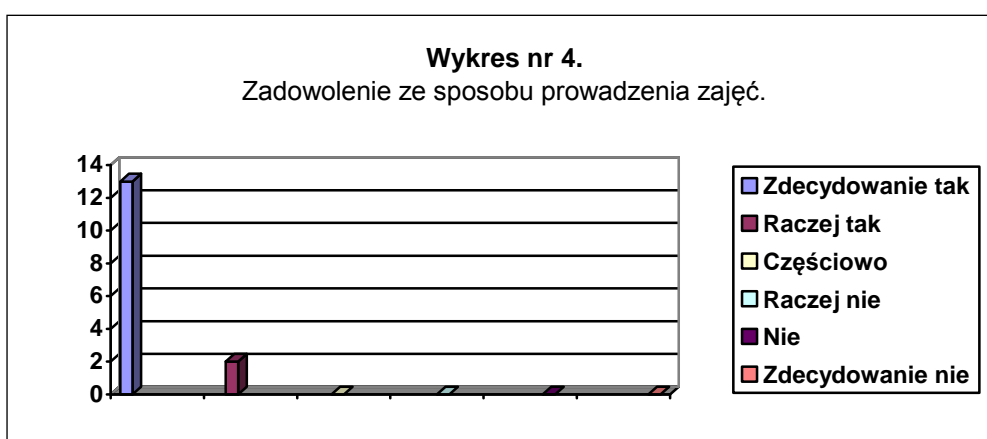 Wykres nr 4.
Zadowolenie ze sposobu prowadzenia zajęć.
14
12
10
8
6
4
2
0
Zdecydowanie tak
Raczej tak
Częściowo
Raczej nie
Nie
Zdecydowanie nie